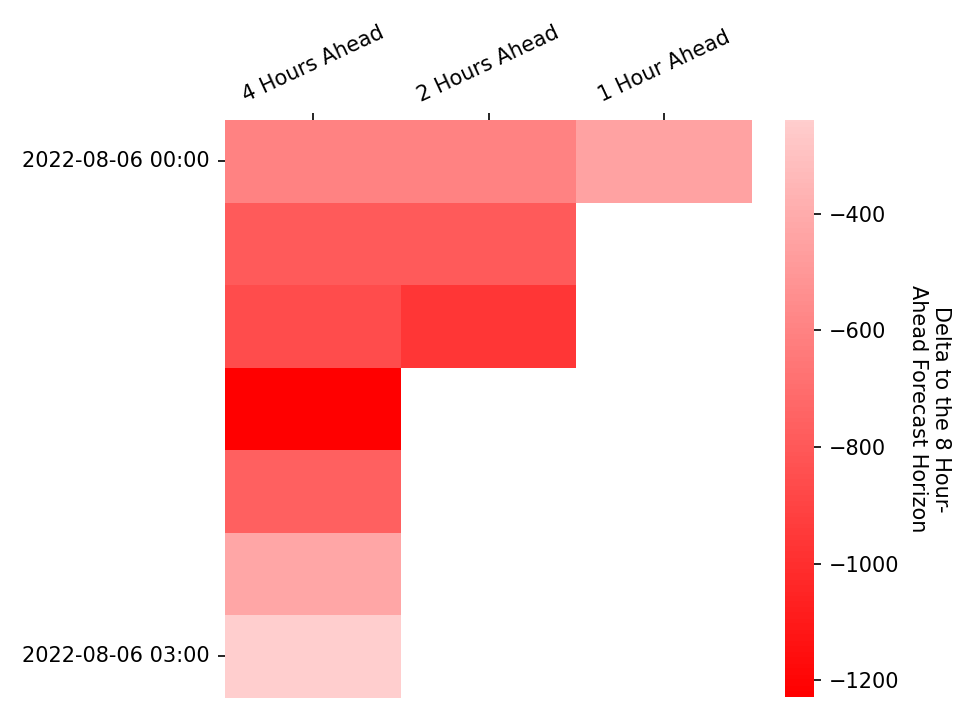 4 Hours Ahead
2 Hours Ahead
1 Hour Ahead
2022-08-06 00:00
2022-08-06 03:00
−400
−600
−800
−1000
−1200
Delta to the 8 Hour-
Ahead Forecast Horizon